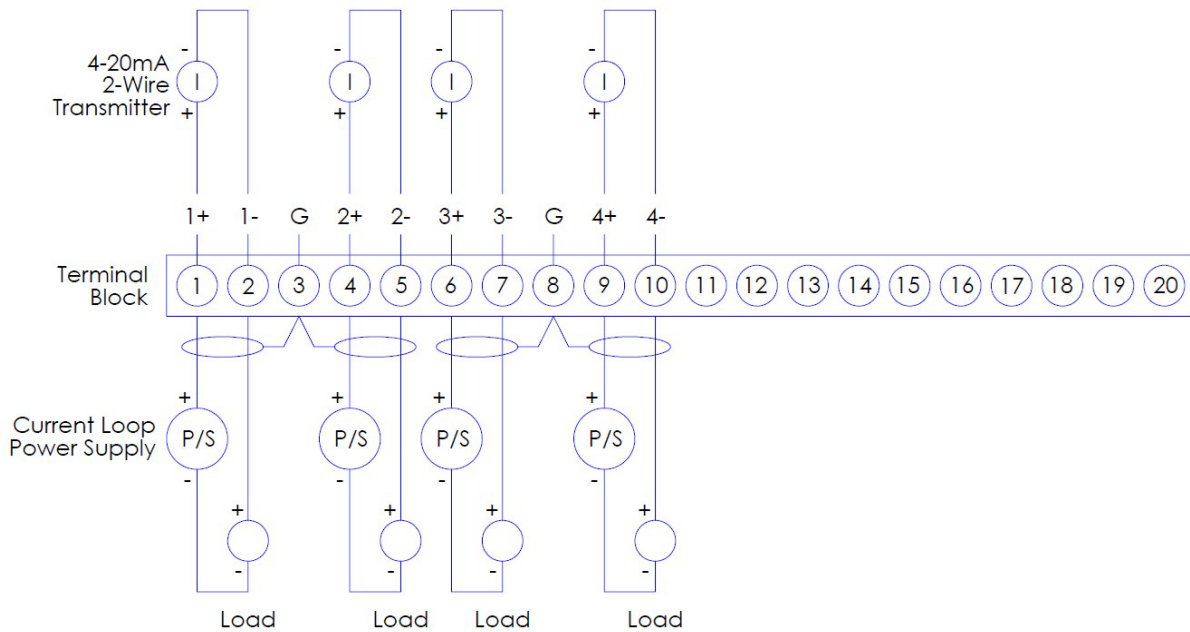 - - - -
4-20mA
2-Wire
Transmitter
I I I I
+ + + +
1+ 1- G 2+ 2- 3+ 3- G 4+ 4-
Terminal
Block
1 2 3 4 5 6 7 8 9 10 11 12 13 14 15 16 17 18 19 20
+ + + +
Current Loop
Power Supply
P/S P/S P/S P/S
- - - -
+ + + +
- - - -
Load Load Load Load